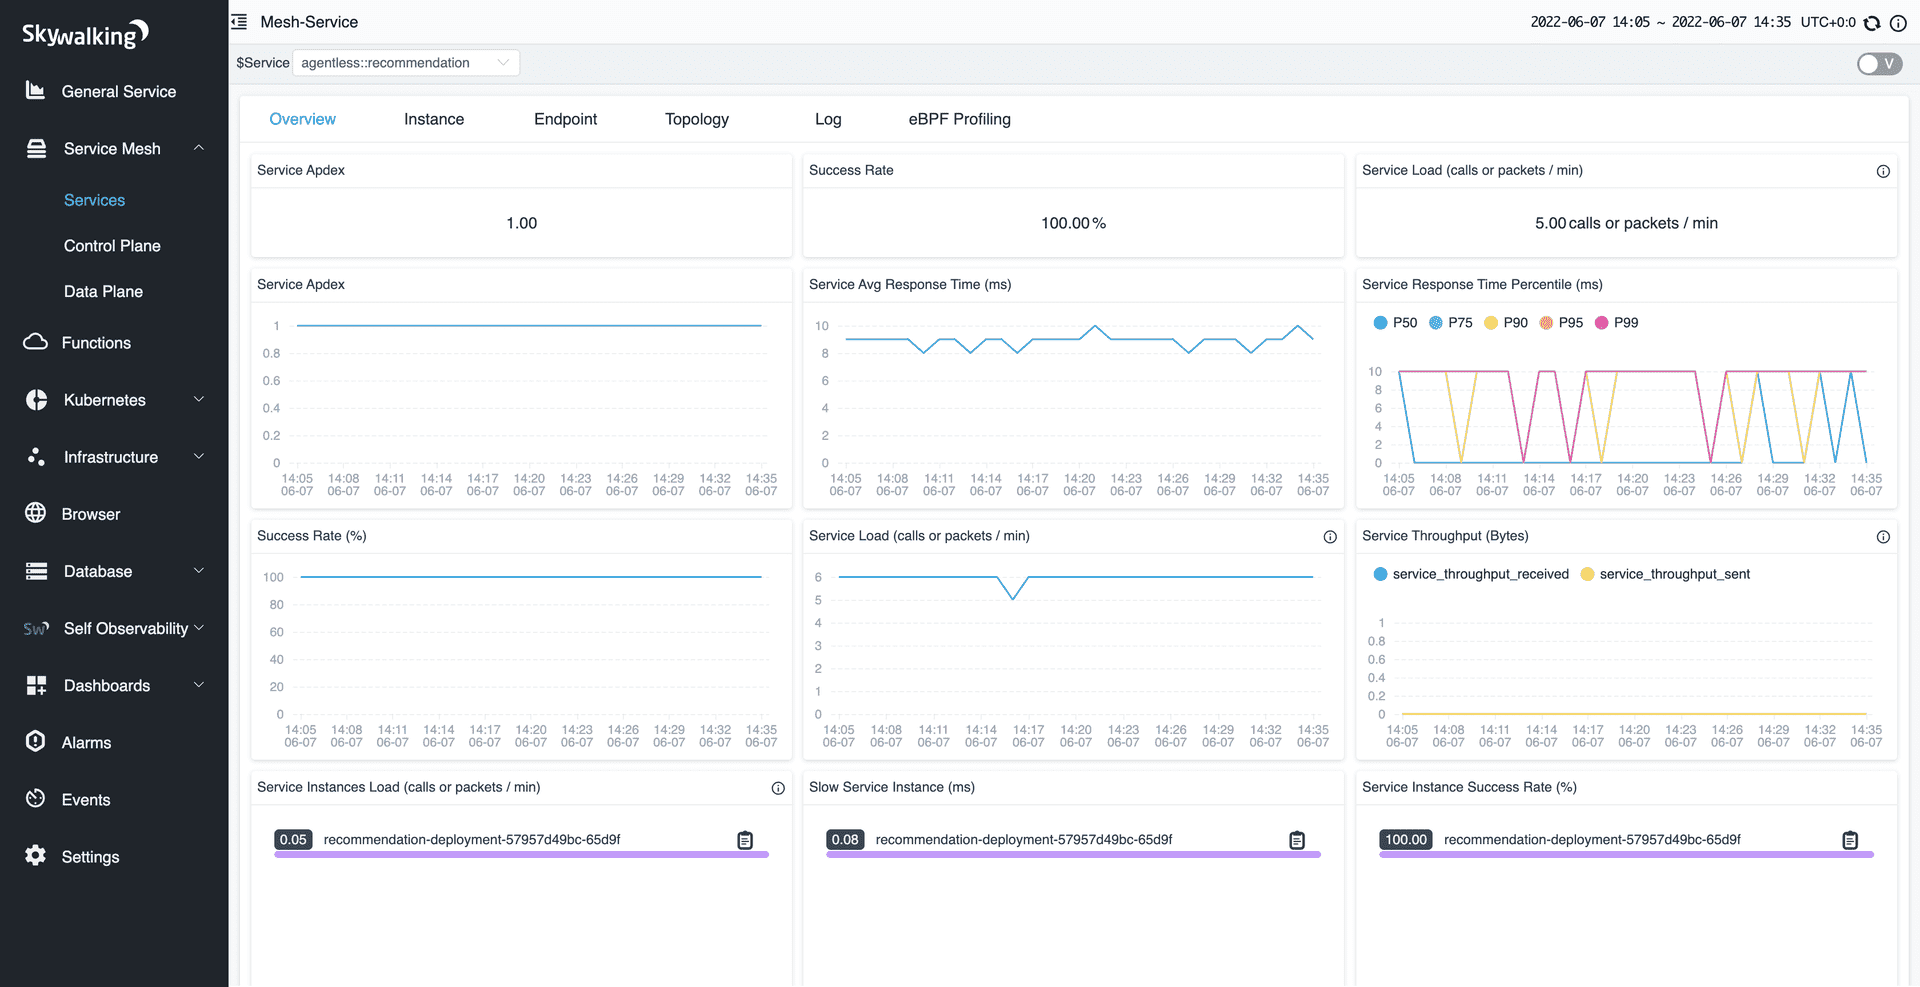 Skywalking
General Service
Service Mesh
Services
Control Plane
Data Plane
Functions
Kubernetes
Infrastructure
Browser
Database
Sw Self Observability
Dashboards
Alarms
Events
Settings
Mesh-Service
2022-06-07 14:05 ~ 2022-06-07 14:35 UTC+0:0
$Service agentless::recommendation
V
Overview Instance Endpoint Topology Log eBPF Profiling
Service Apdex
1.00
Success Rate
100.00 %
Service Load (calls or packets / min)
5.00 calls or packets / min
Service Apdex
1
0.8
0.6
0.4
0.2
0
14:05 14:08 14:11 14:14 14:17 14:20 14:23 14:26 14:29 14:32 14:35
06-07 06-07 06-07 06-07 06-07 06-07 06-07 06-07 06-07 06-07 06-07
Service Avg Response Time (ms)
10
8
6
4
2
0
14:05 14:08 14:11 14:14 14:17 14:20 14:23 14:26 14:29 14:32 14:35
06-07 06-07 06-07 06-07 06-07 06-07 06-07 06-07 06-07 06-07 06-07
Service Response Time Percentile (ms)
P50 P75 P90 P95 P99
10
8
6
4
2
0
14:05 14:08 14:11 14:14 14:17 14:20 14:23 14:26 14:29 14:32 14:35
06-07 06-07 06-07 06-07 06-07 06-07 06-07 06-07 06-07 06-07 06-07
Success Rate (%)
100
80
60
40
20
0
14:05 14:08 14:11 14:14 14:17 14:20 14:23 14:26 14:29 14:32 14:35
06-07 06-07 06-07 06-07 06-07 06-07 06-07 06-07 06-07 06-07 06-07
Service Load (calls or packets / min)
6
5
4
3
2
1
0
14:05 14:08 14:11 14:14 14:17 14:20 14:23 14:26 14:29 14:32 14:35
06-07 06-07 06-07 06-07 06-07 06-07 06-07 06-07 06-07 06-07 06-07
Service Throughput (Bytes)
service_throughput_received service_throughput_sent
1
0.8
0.6
0.4
0.2
0
14:05 14:08 14:11 14:14 14:17 14:20 14:23 14:26 14:29 14:32 14:35
06-07 06-07 06-07 06-07 06-07 06-07 06-07 06-07 06-07 06-07 06-07
Service Instances Load (calls or packets / min)
0.05 recommendation-deployment-57957d49bc-65d9f
Slow Service Instance (ms)
0.08 recommendation-deployment-57957d49bc-65d9f
Service Instance Success Rate (%)
100.00 recommendation-deployment-57957d49bc-65d9f